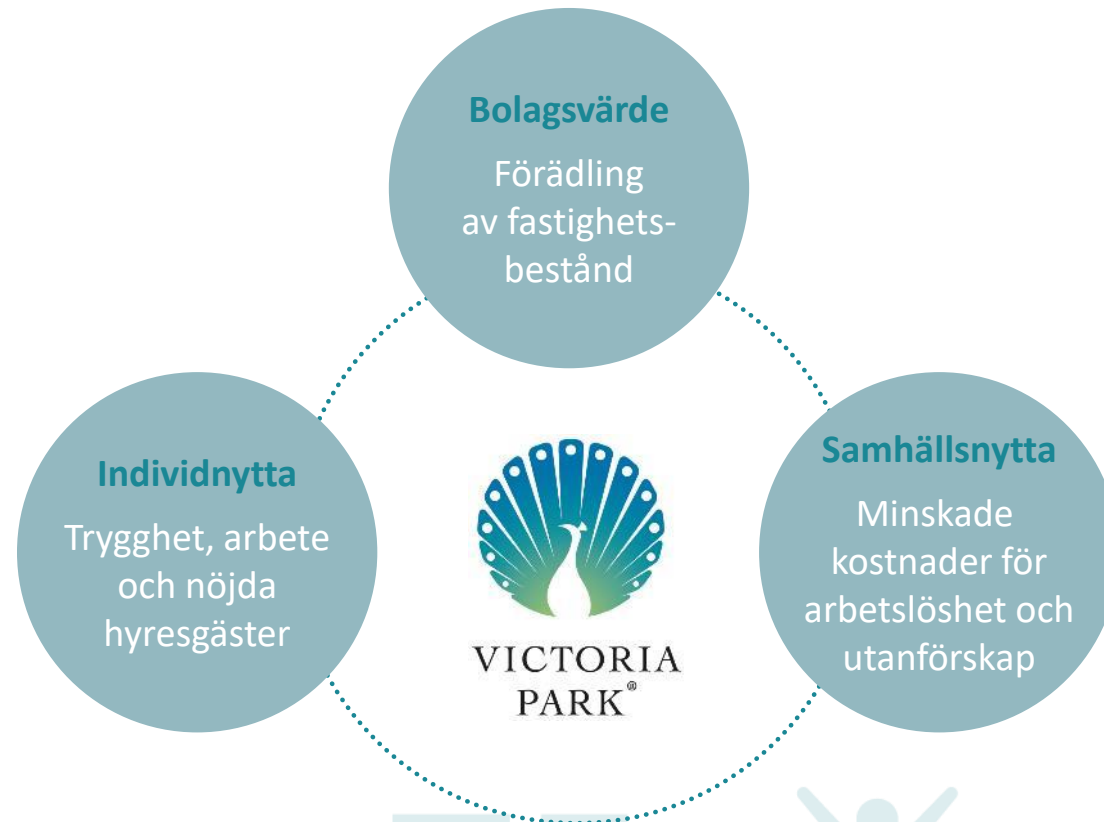 Bolagsvärde
Förädling
av fastighets-
bestånd
Individnytta
Trygghet, arbete
och nöjda
hyresgäster
Samhällsnytta
Minskade
kostnader för
arbetslöshet och
utanförskap
VICTORIA
PARK®